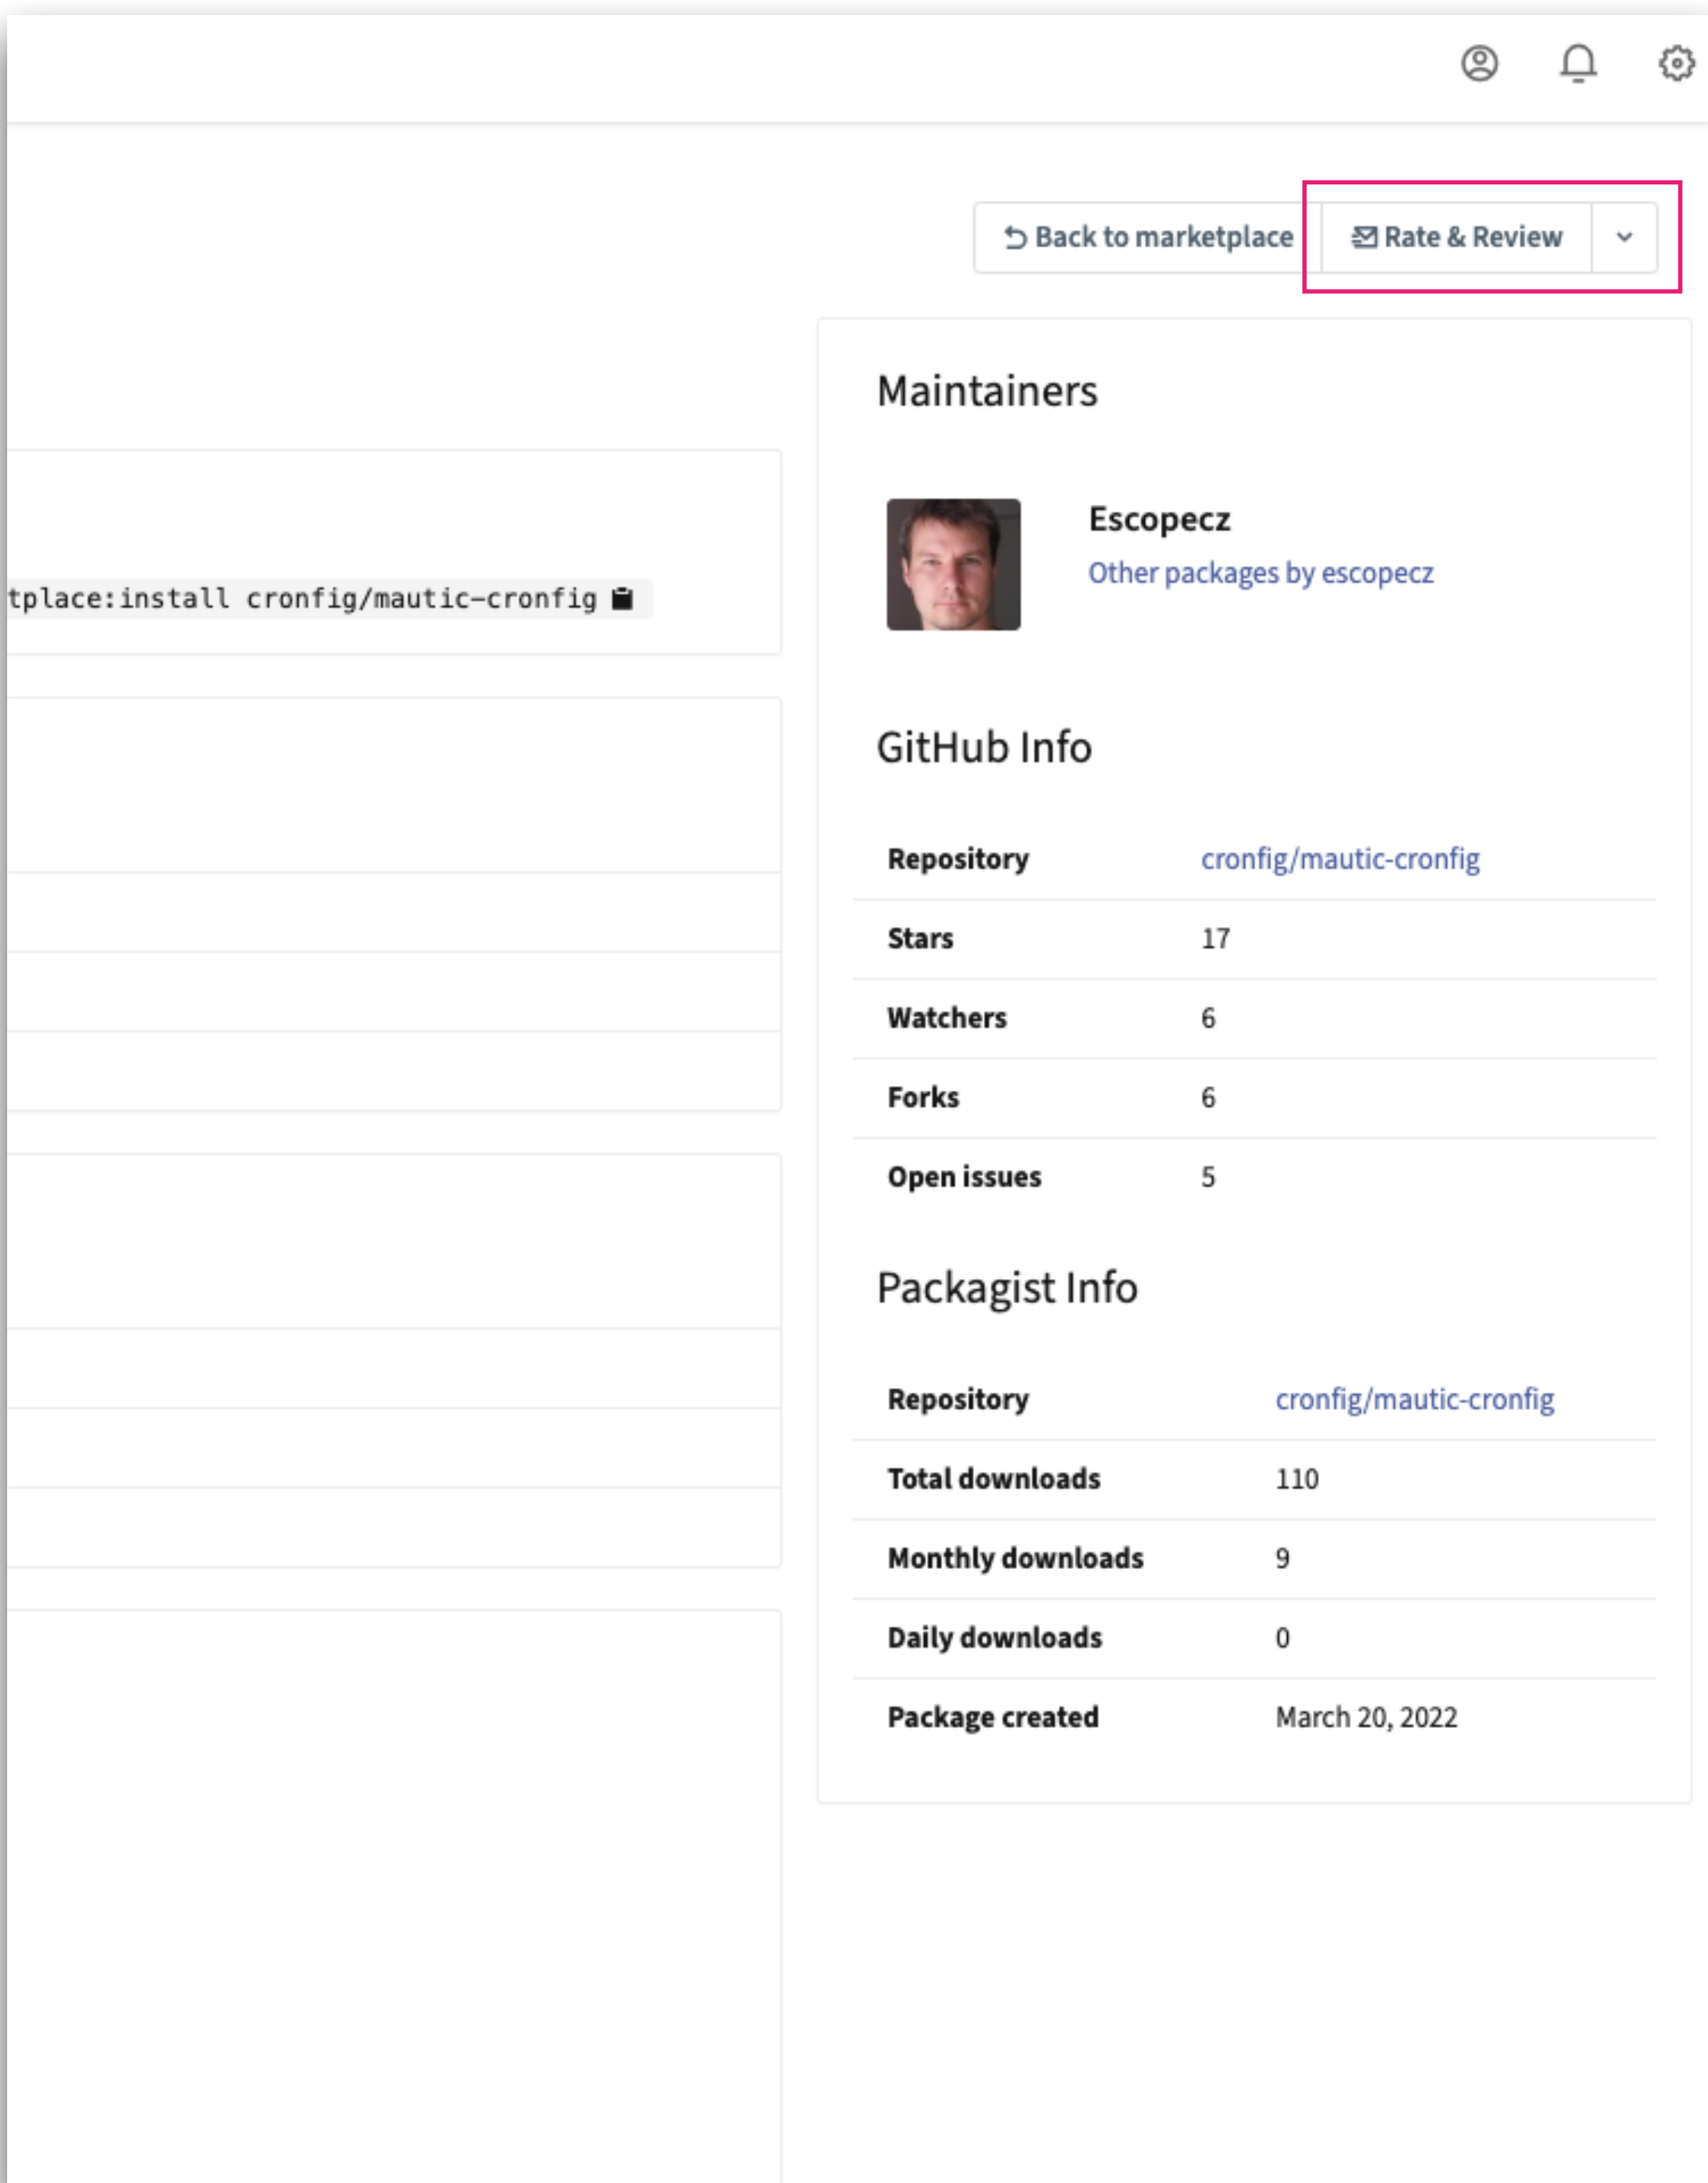 Back to marketplace
Rate & Review
Maintainers
Escopecz
Other packages by escopecz
tplace:install cronfig/mautic-cronfig
GitHub Info
Repository cronfig/mautic-cronfig
Stars 17
Watchers 6
Forks 6
Open issues 5
Packagist Info
Repository cronfig/mautic-cronfig
Total downloads 110
Monthly downloads 9
Daily downloads 0
Package created March 20, 2022